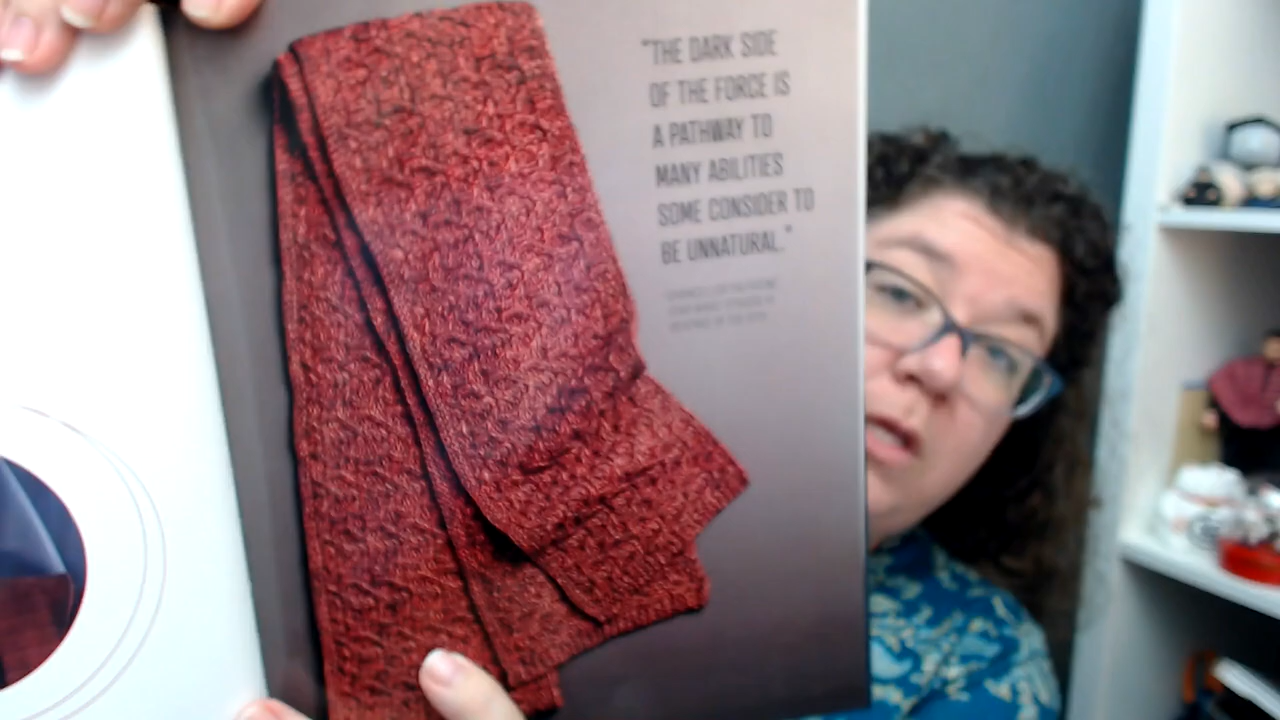 "THE DARK SIDE
OF THE FORCE IS
A PATHWAY TO
MANY ABILITIES
SOME CONSIDER TO
BE UNNATURAL."